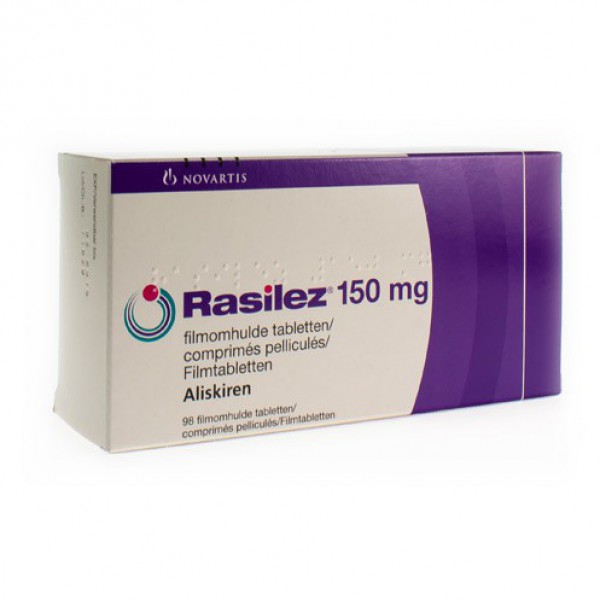 NOVARTIS
Rasilez® 150 mg
filmomhulde tabletten/
comprimés pelliculés/
Filmtabletten
Aliskiren
98 filmomhulde tabletten/
comprimés pelliculés/Filmtabletten